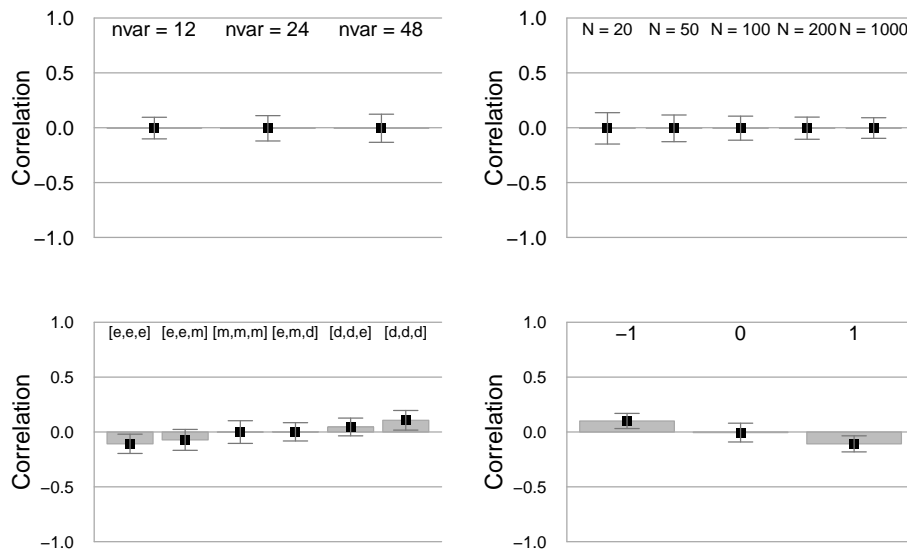 nvar = 12 nvar = 24 nvar = 48
1.0
0.5
0.0
−0.5
−1.0
Correlation
N = 20 N = 50 N = 100 N = 200 N = 1000
1.0
0.5
0.0
−0.5
−1.0
Correlation
[e,e,e] [e,e,m] [m,m,m] [e,m,d] [d,d,e] [d,d,d]
1.0
0.5
0.0
−0.5
−1.0
Correlation
−1 0 1
1.0
0.5
0.0
−0.5
−1.0
Correlation